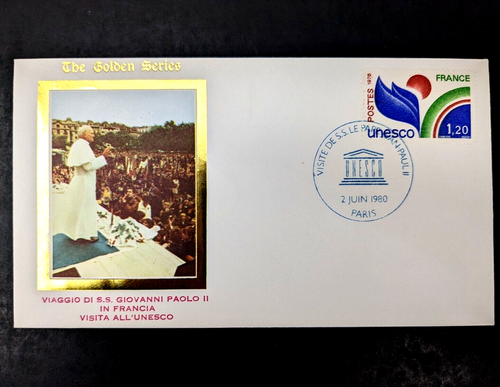 The Golden Series
POSTES 1976
FRANCE
unesco
1,20
VISITE DE S.S. LE PAPE JEAN PAUL II
UNESCO
2 JUIN 1980
PARIS
VIAGGIO DI S.S. GIOVANNI PAOLO II
IN FRANCIA
VISITA ALL'UNESCO